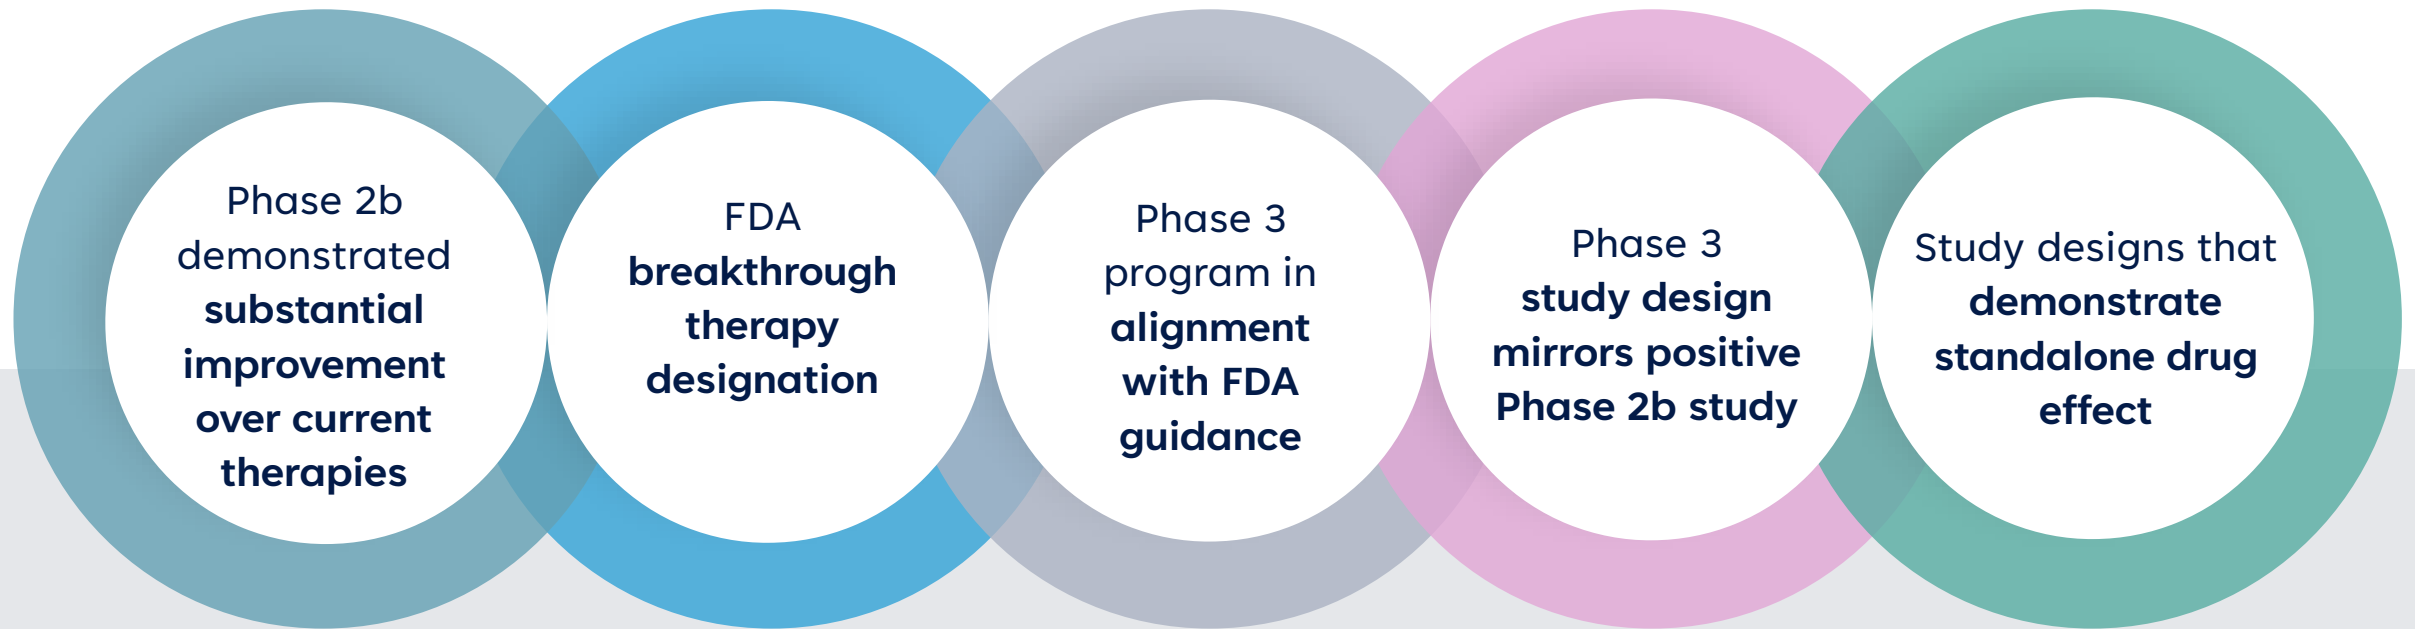 Phase 2b
demonstrated
substantial
improvement
over current
therapies
FDA
breakthrough
therapy
designation
Phase 3
program in
alignment
with FDA
guidance
Phase 3
study design
mirrors positive
Phase 2b study
Study designs that
demonstrate
standalone drug
effect